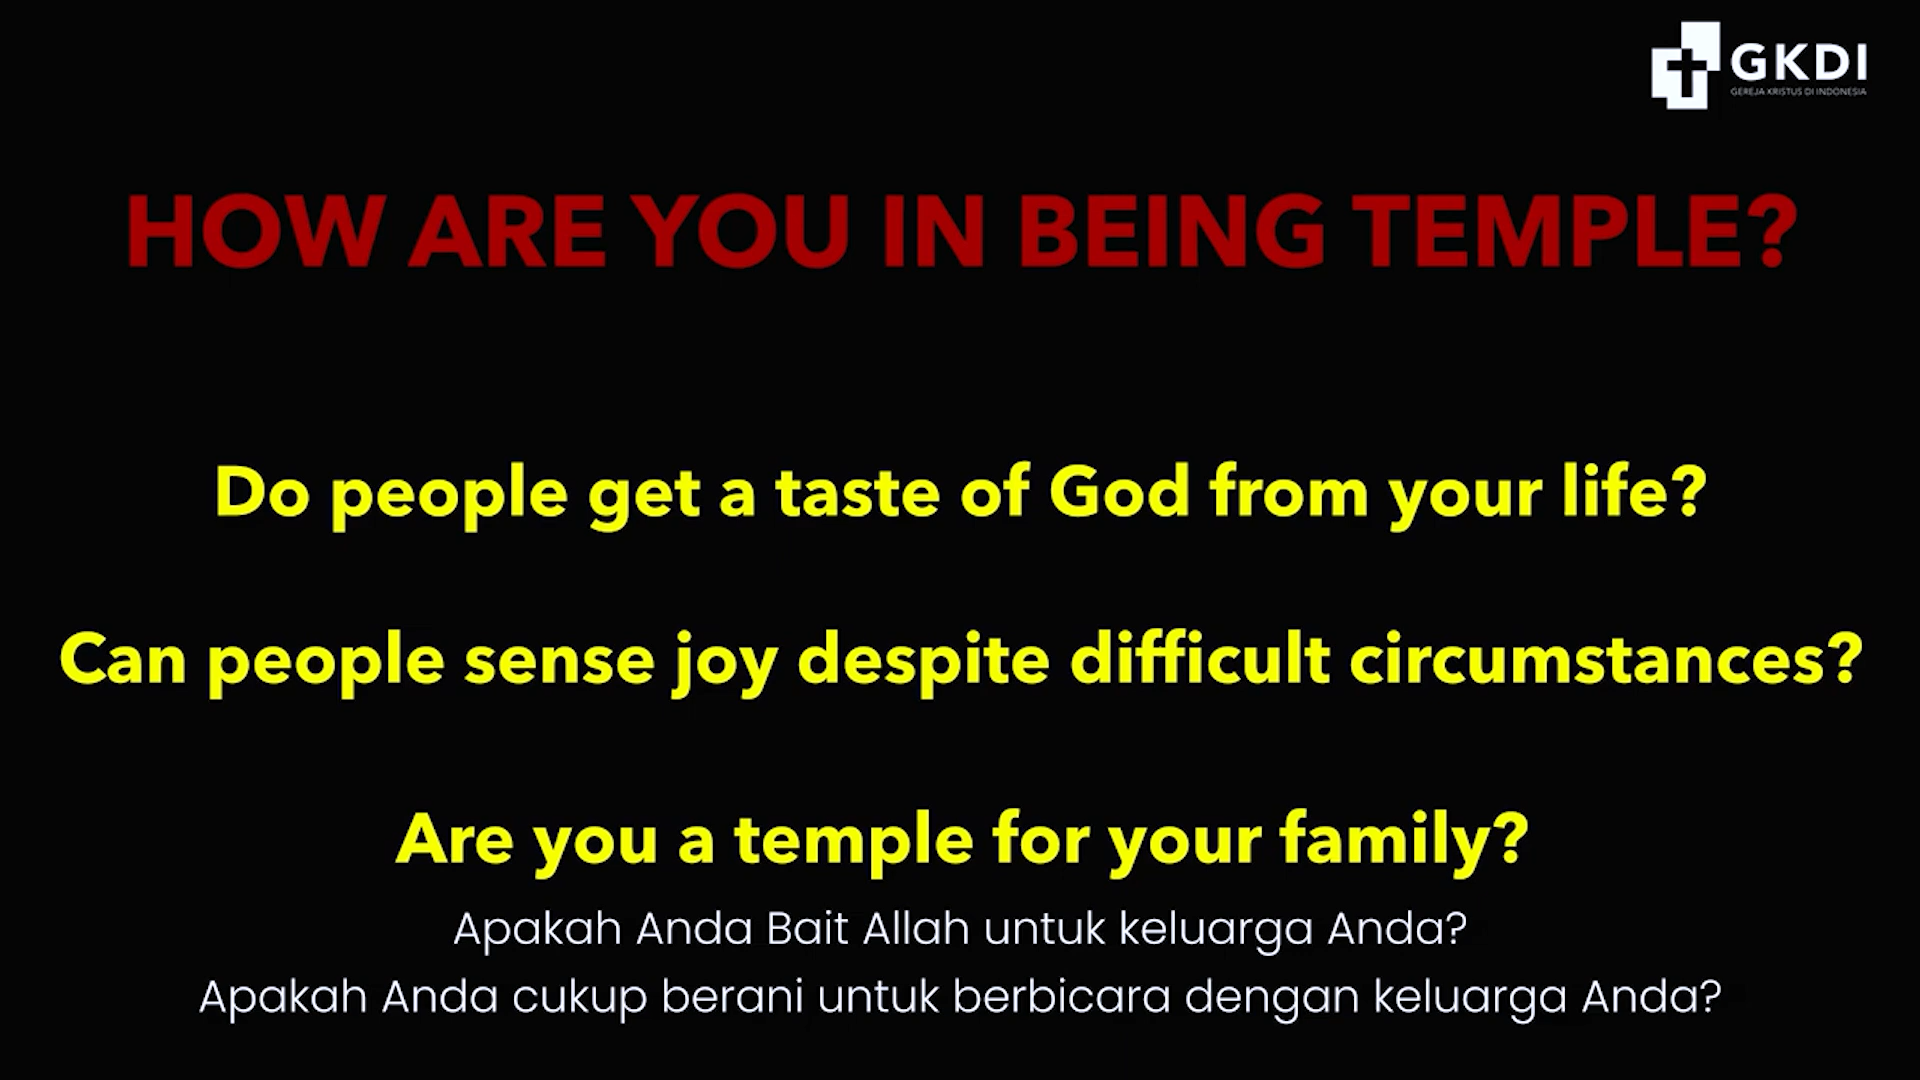 GKDI
GEREJA KRISTUS DI INDONESIA
HOW ARE YOU IN BEING TEMPLE?
Do people get a taste of God from your life?
Can people sense joy despite difficult circumstances?
Are you a temple for your family?
Apakah Anda Bait Allah untuk keluarga Anda?
Apakah Anda cukup berani untuk berbicara dengan keluarga Anda?